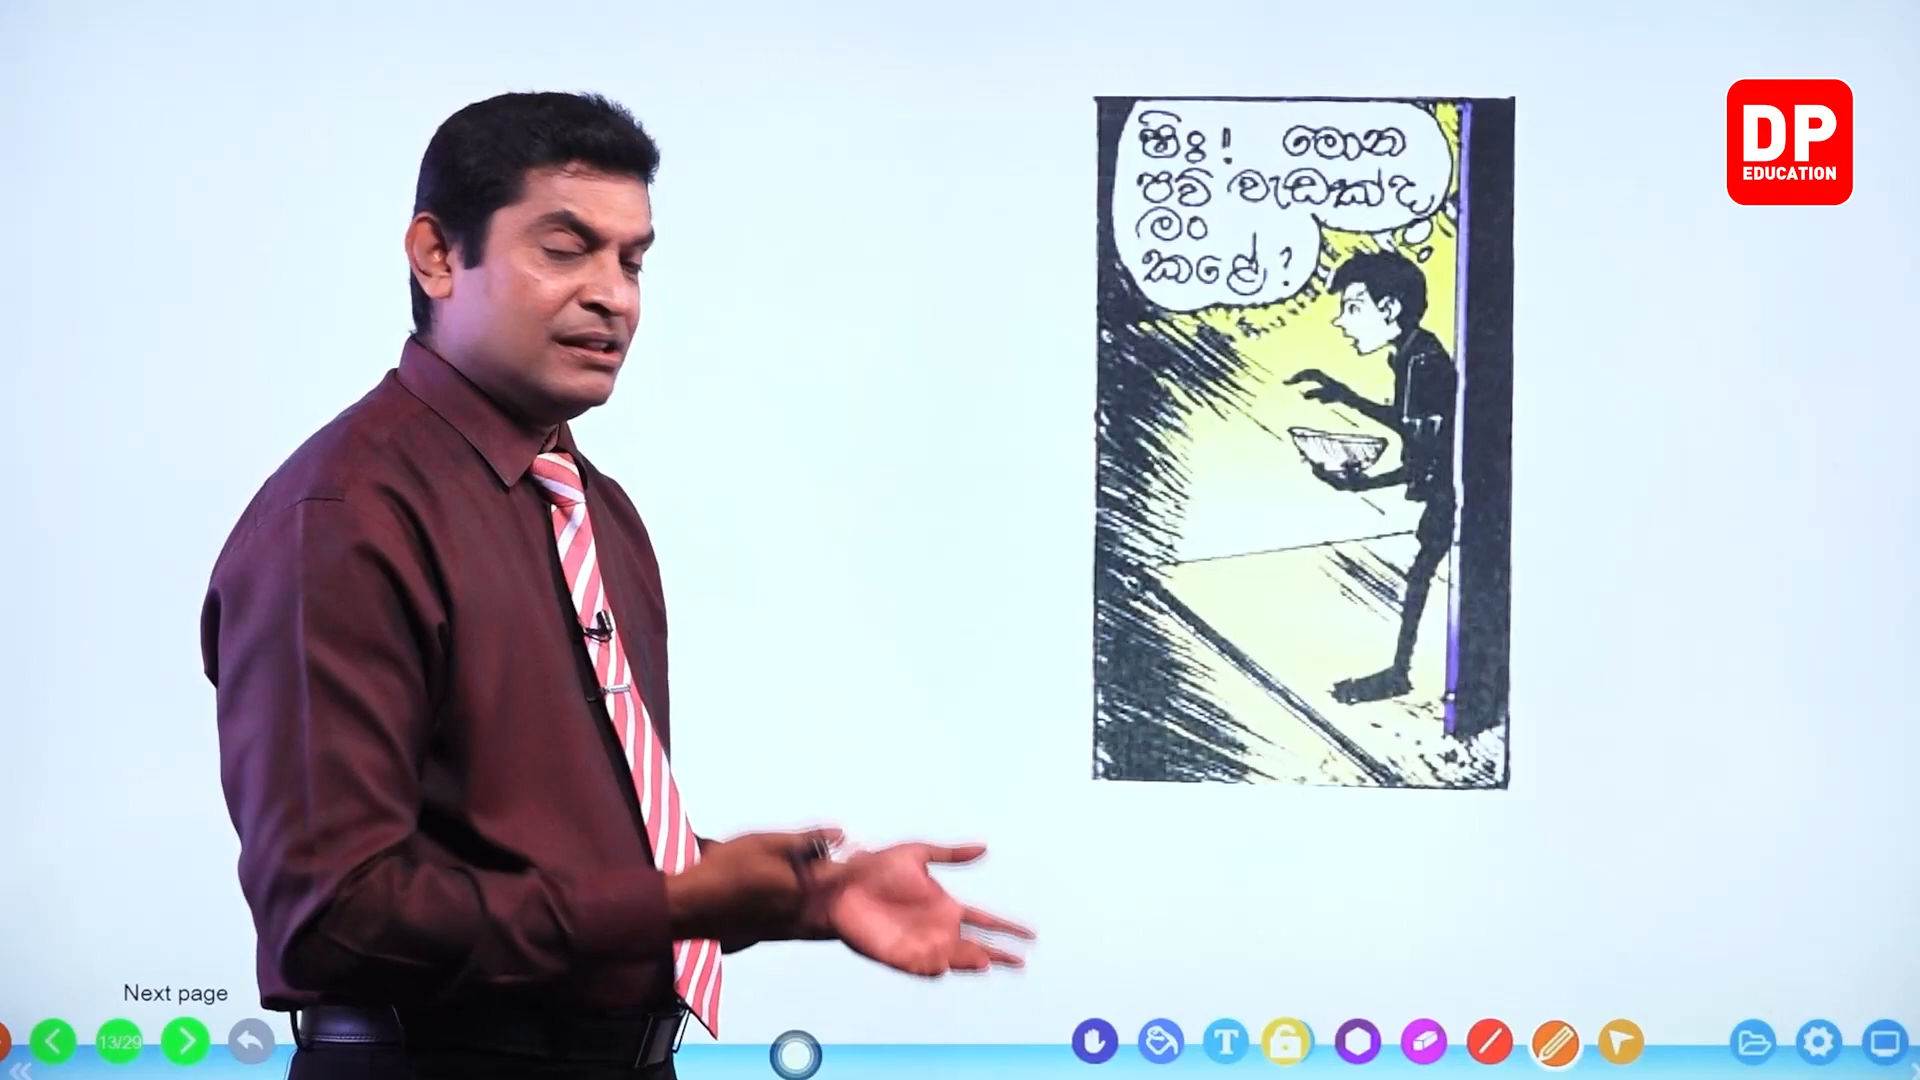 ෂිඃ! මොන
පව් වැඩක්ද
මං
කළේ?
DP
EDUCATION
Next page
13/29
T